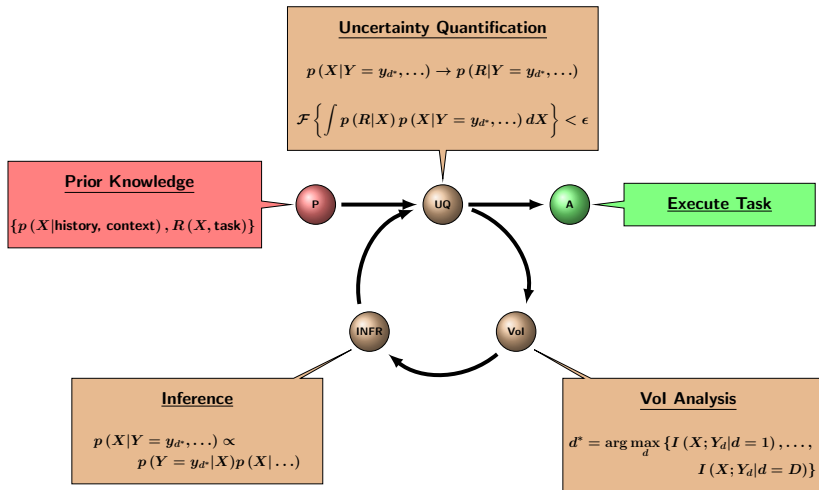 Uncertainty Quantification
p (X|Y = y_{d*}, ...) → p (R|Y = y_{d*}, ...)
ℱ { ∫ p (R|X) p (X|Y = y_{d*}, ...) dX } < ϵ
Prior Knowledge
{p (X|history, context) , R (X, task)}
P
UQ
A
Execute Task
INFR
VoI
Inference
p (X|Y = y_{d*}, ...) ∝
p (Y = y_{d*}|X)p (X| ...)
VoI Analysis
d* = arg max_d {I (X; Y_d|d = 1) , ... ,
I (X; Y_d|d = D)}